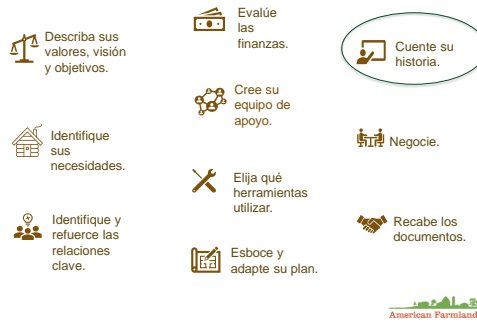 Describa sus
valores, visión
y objetivos.
Identifique
sus
necesidades.
Identifique y
refuerce las
relaciones
clave.
Evalúe
las
finanzas.
Cree su
equipo de
apoyo.
Elija qué
herramientas
utilizar.
Esboce y
adapte su plan.
Cuente su
historia.
Negocie.
Recabe los
documentos.
American Farmland